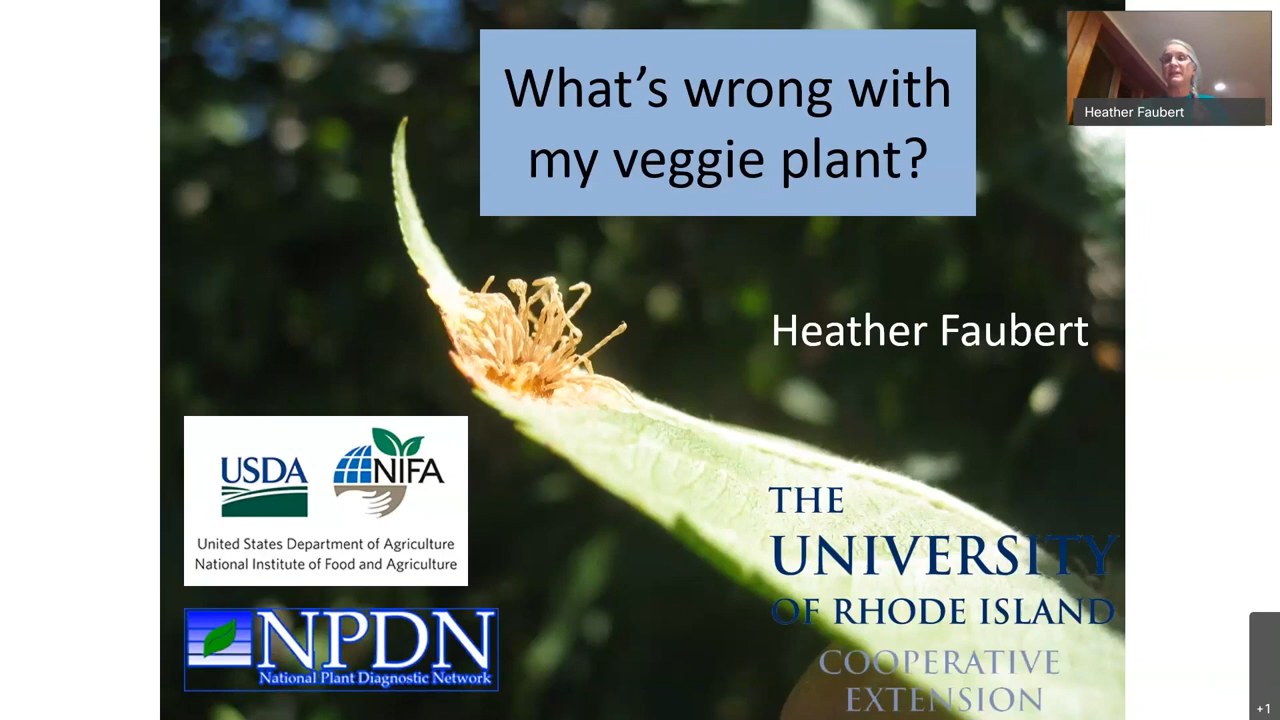 What's wrong with
my veggie plant?
Heather Faubert
Heather Faubert
USDA
NIFA
United States Department of Agriculture
National Institute of Food and Agriculture
NPDN
National Plant Diagnostic Network
THE
UNIVERSITY
OF RHODE ISLAND
COOPERATIVE
EXTENSION
+1